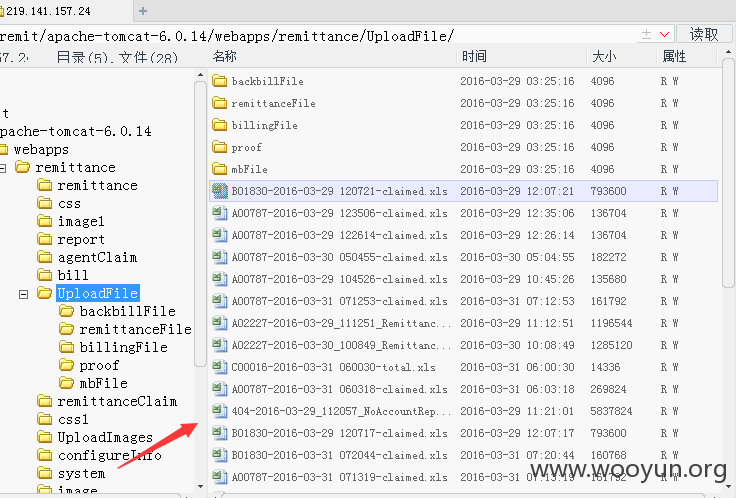 219.141.157.24
remit/apache-tomcat-6.0.14/webapps/remittance/UploadFile/ 读取
57.24 目录(5),文件(28) 名称 时间 大小 属性
t
pache-tomcat-6.0.14
webapps
remittance
remittance
css
image1
report
agentClaim
bill
UploadFile
backbillFile
remittanceFile
billingFile
proof
mbFile
remittanceClaim
css1
UploadImages
configureInfo
system
image
backbillFile 2016-03-29 03:25:16 4096 R W
remittanceFile 2016-03-29 03:25:16 4096 R W
billingFile 2016-03-29 03:25:16 4096 R W
proof 2016-03-29 03:25:16 4096 R W
mbFile 2016-03-29 03:25:16 4096 R W
B01830-2016-03-29 120721-claimed.xls 2016-03-29 12:07:21 793600 R W
A00787-2016-03-29 123506-claimed.xls 2016-03-29 12:35:06 136704 R W
A00787-2016-03-29 122614-claimed.xls 2016-03-29 12:26:14 136704 R W
A00787-2016-03-30 050455-claimed.xls 2016-03-30 05:04:55 182272 R W
A00787-2016-03-29 104526-claimed.xls 2016-03-29 10:45:26 135680 R W
A00787-2016-03-31 071253-claimed.xls 2016-03-31 07:12:53 161792 R W
A02227-2016-03-29_111251_Remittanc... 2016-03-29 11:12:51 1196544 R W
A02227-2016-03-30_100849_Remittanc... 2016-03-30 10:08:49 1285120 R W
C00016-2016-03-31 060030-total.xls 2016-03-31 06:00:30 14336 R W
A00787-2016-03-31 060318-claimed.xls 2016-03-31 06:03:18 269824 R W
404-2016-03-29_112057_NoAccountRep... 2016-03-29 11:21:01 5837824 R W
B01830-2016-03-29 120717-claimed.xls 2016-03-29 12:07:17 793600 R W
B01830-2016-03-31 072044-claimed.xls 2016-03-31 07:20:44 160768 R W
A00787-2016-03-31 071319-claimed.xls 2016-03-31 07:13:19 161792 R W
www.wooyun.org